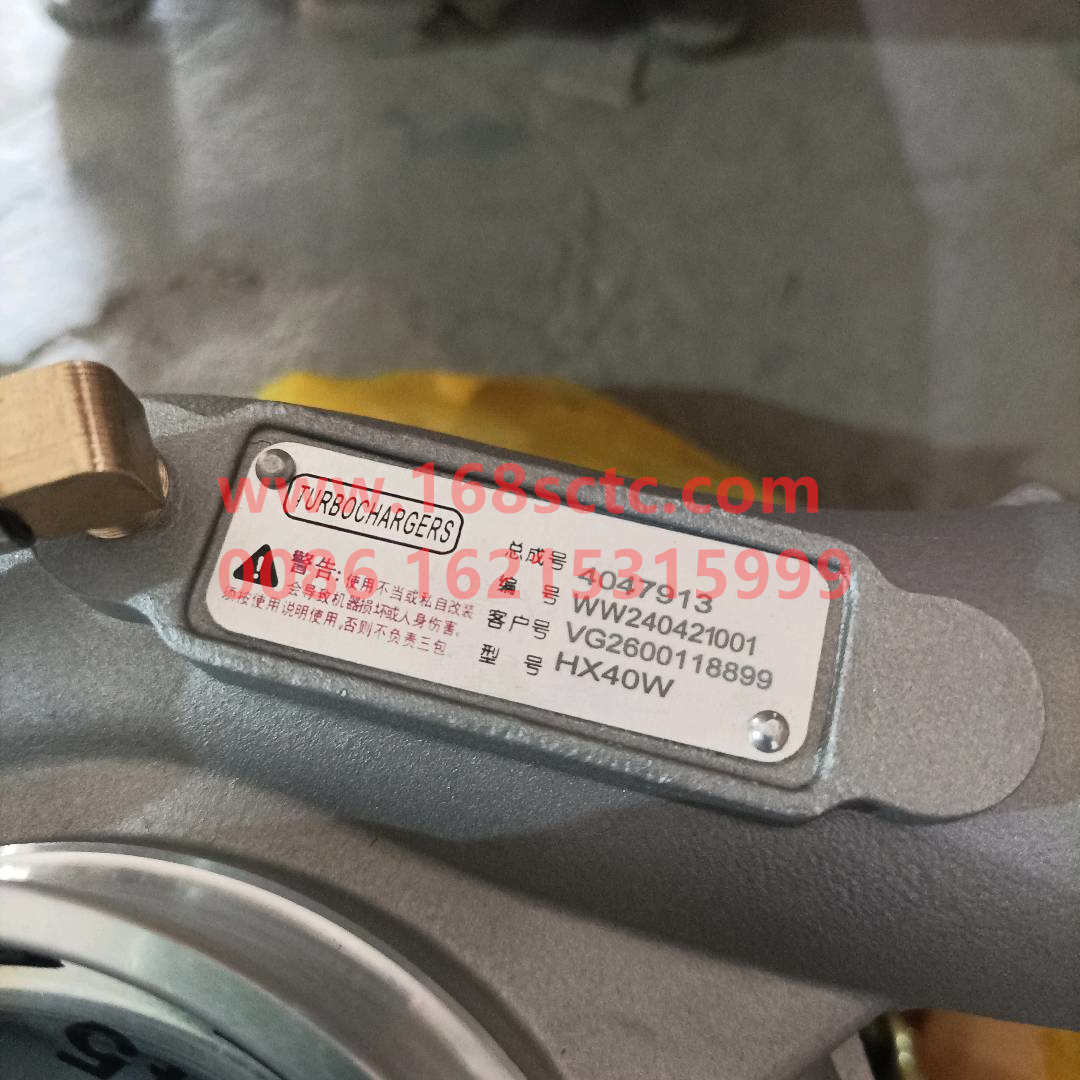 www.168sctc.com
TURBOCHARGERS
0086 16215315999
警告:使用不当或私自改装
会导致机器损坏或人身伤害。
须按使用说明使用,否则不负责三包
总成号 4047913
编 号 WW240421001
客户号 VG2600118899
型 号 HX40W
5